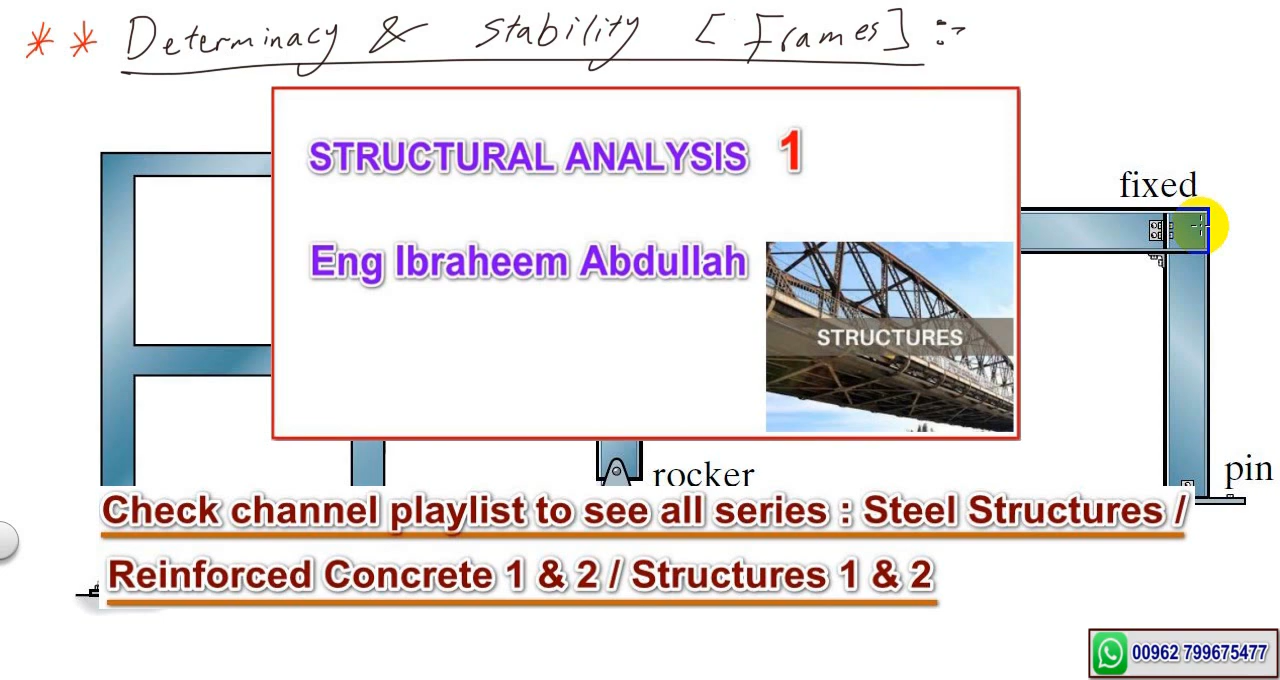 ** Determinacy & Stability [Frames] :-
STRUCTURAL ANALYSIS 1
fixed
Eng Ibraheem Abdullah
STRUCTURES
rocker
pin
Check channel playlist to see all series : Steel Structures /
Reinforced Concrete 1 & 2 / Structures 1 & 2
00962 799675477